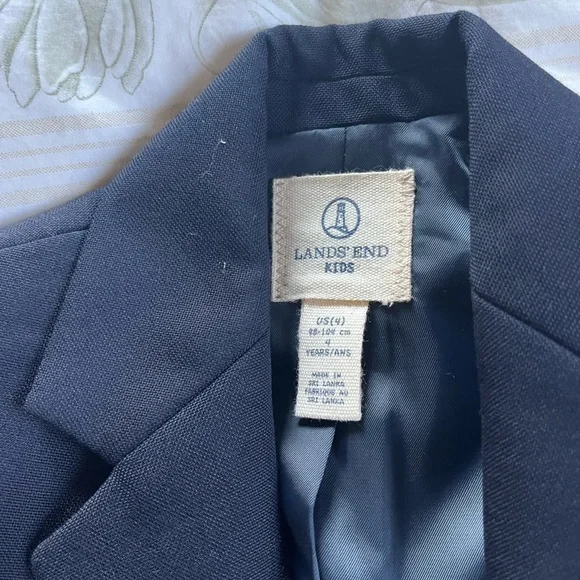 LANDS' END
KIDS
US(4)
98-104 cm
4
YEARS/ANS
MADE IN
SRI LANKA
FABRIQUÉ AU
SRI LANKA